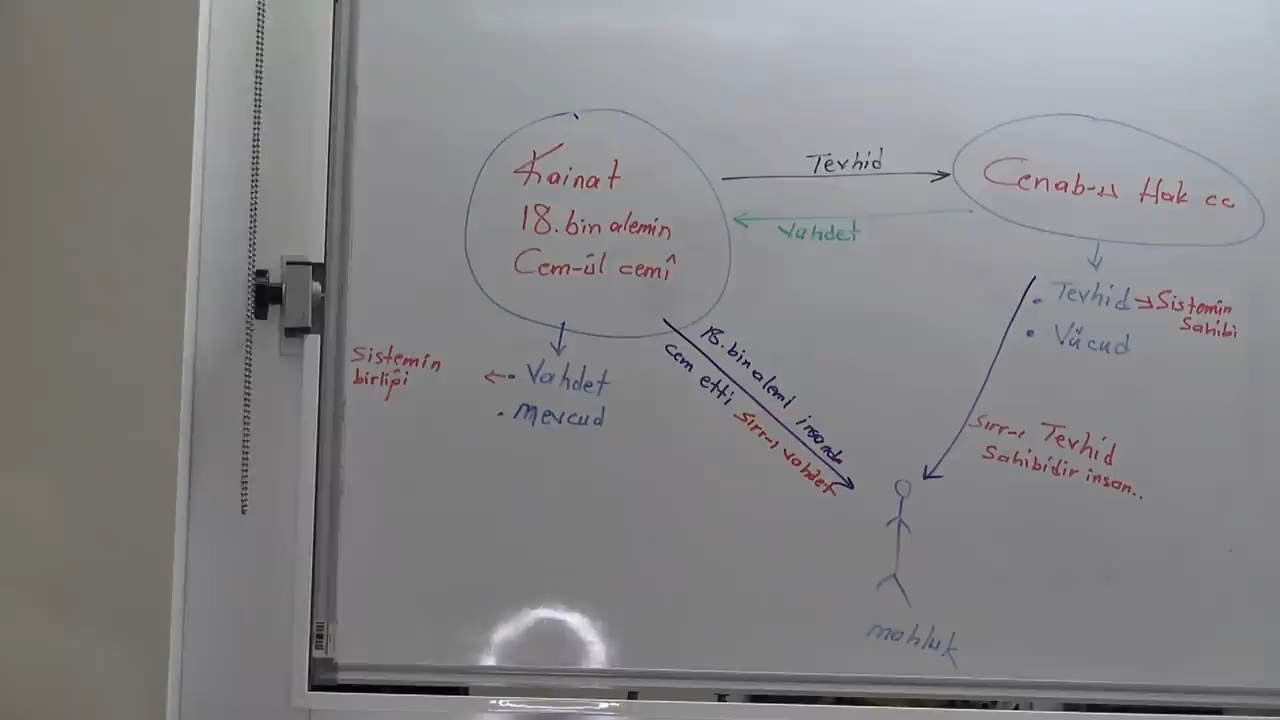 Kainat
18.bin alemin
Cem-ül cemî
Tevhid
Vahdet
Cenab-ı Hak cc
• Tevhid → Sistemin
Sahibi
• Vücud
Sistemin
birliği
← • Vahdet
• mevcud
18.bin alemi insanda
cem etti Sırr-ı vahdet
Sırr-ı Tevhid
Sahibidir insan..
mahluk